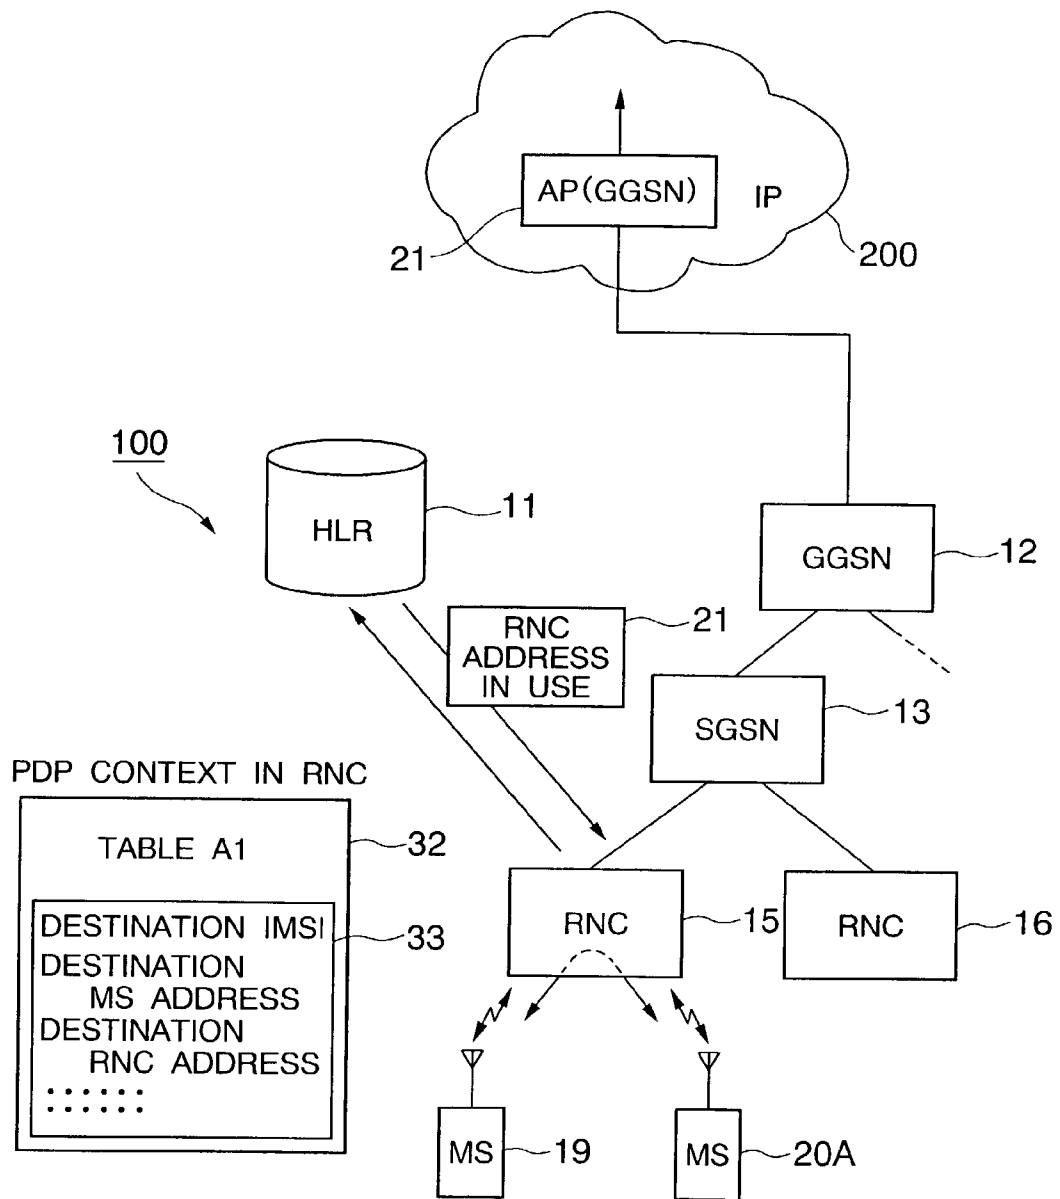 AP(GGSN)
IP
21
200
100
HLR
11
GGSN
12
RNC
ADDRESS
IN USE
21
SGSN
13
PDP CONTEXT IN RNC
TABLE A1
32
DESTINATION IMSI
33
DESTINATION
MS ADDRESS
DESTINATION
RNC ADDRESS
RNC
15
RNC
16
MS
19
MS
20A